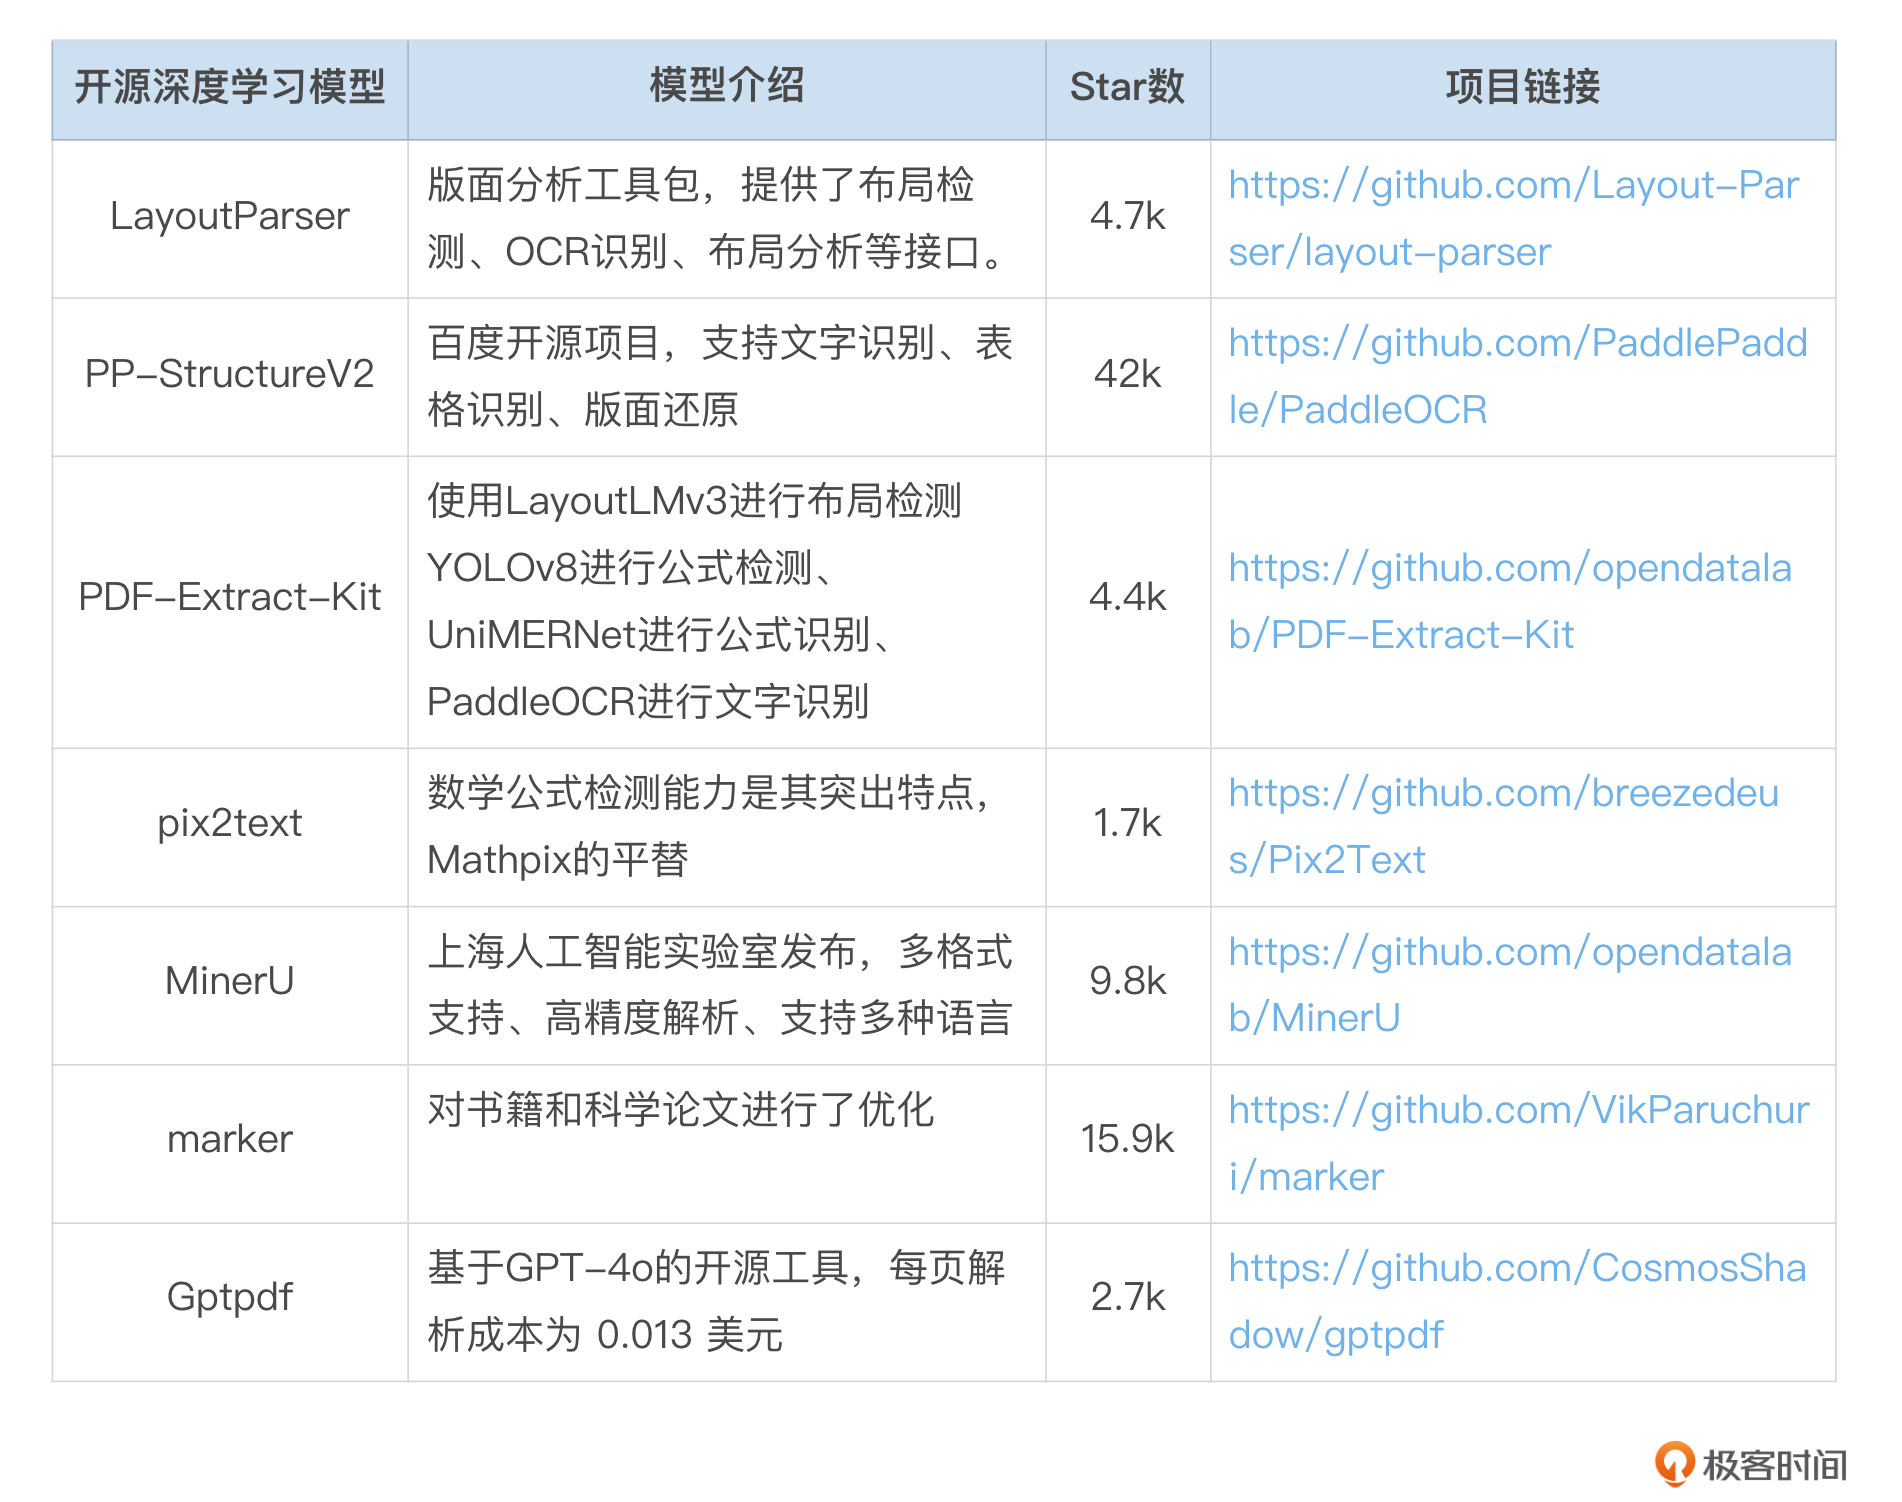 开源深度学习模型 模型介绍 Star数 项目链接
LayoutParser
版面分析工具包，提供了布局检
测、OCR识别、布局分析等接口。
4.7k
https://github.com/Layout-Par
ser/layout-parser
PP-StructureV2
百度开源项目，支持文字识别、表
格识别、版面还原
42k
https://github.com/PaddlePadd
le/PaddleOCR
PDF-Extract-Kit
使用LayoutLMv3进行布局检测
YOLOv8进行公式检测、
UniMERNet进行公式识别、
PaddleOCR进行文字识别
4.4k
https://github.com/opendatala
b/PDF-Extract-Kit
pix2text
数学公式检测能力是其突出特点，
Mathpix的平替
1.7k
https://github.com/breezedeu
s/Pix2Text
MinerU
上海人工智能实验室发布，多格式
支持、高精度解析、支持多种语言
9.8k
https://github.com/opendatala
b/MinerU
marker
对书籍和科学论文进行了优化
15.9k
https://github.com/VikParuchur
i/marker
Gptpdf
基于GPT-4o的开源工具，每页解
析成本为 0.013 美元
2.7k
https://github.com/CosmosSha
dow/gptpdf
极客时间